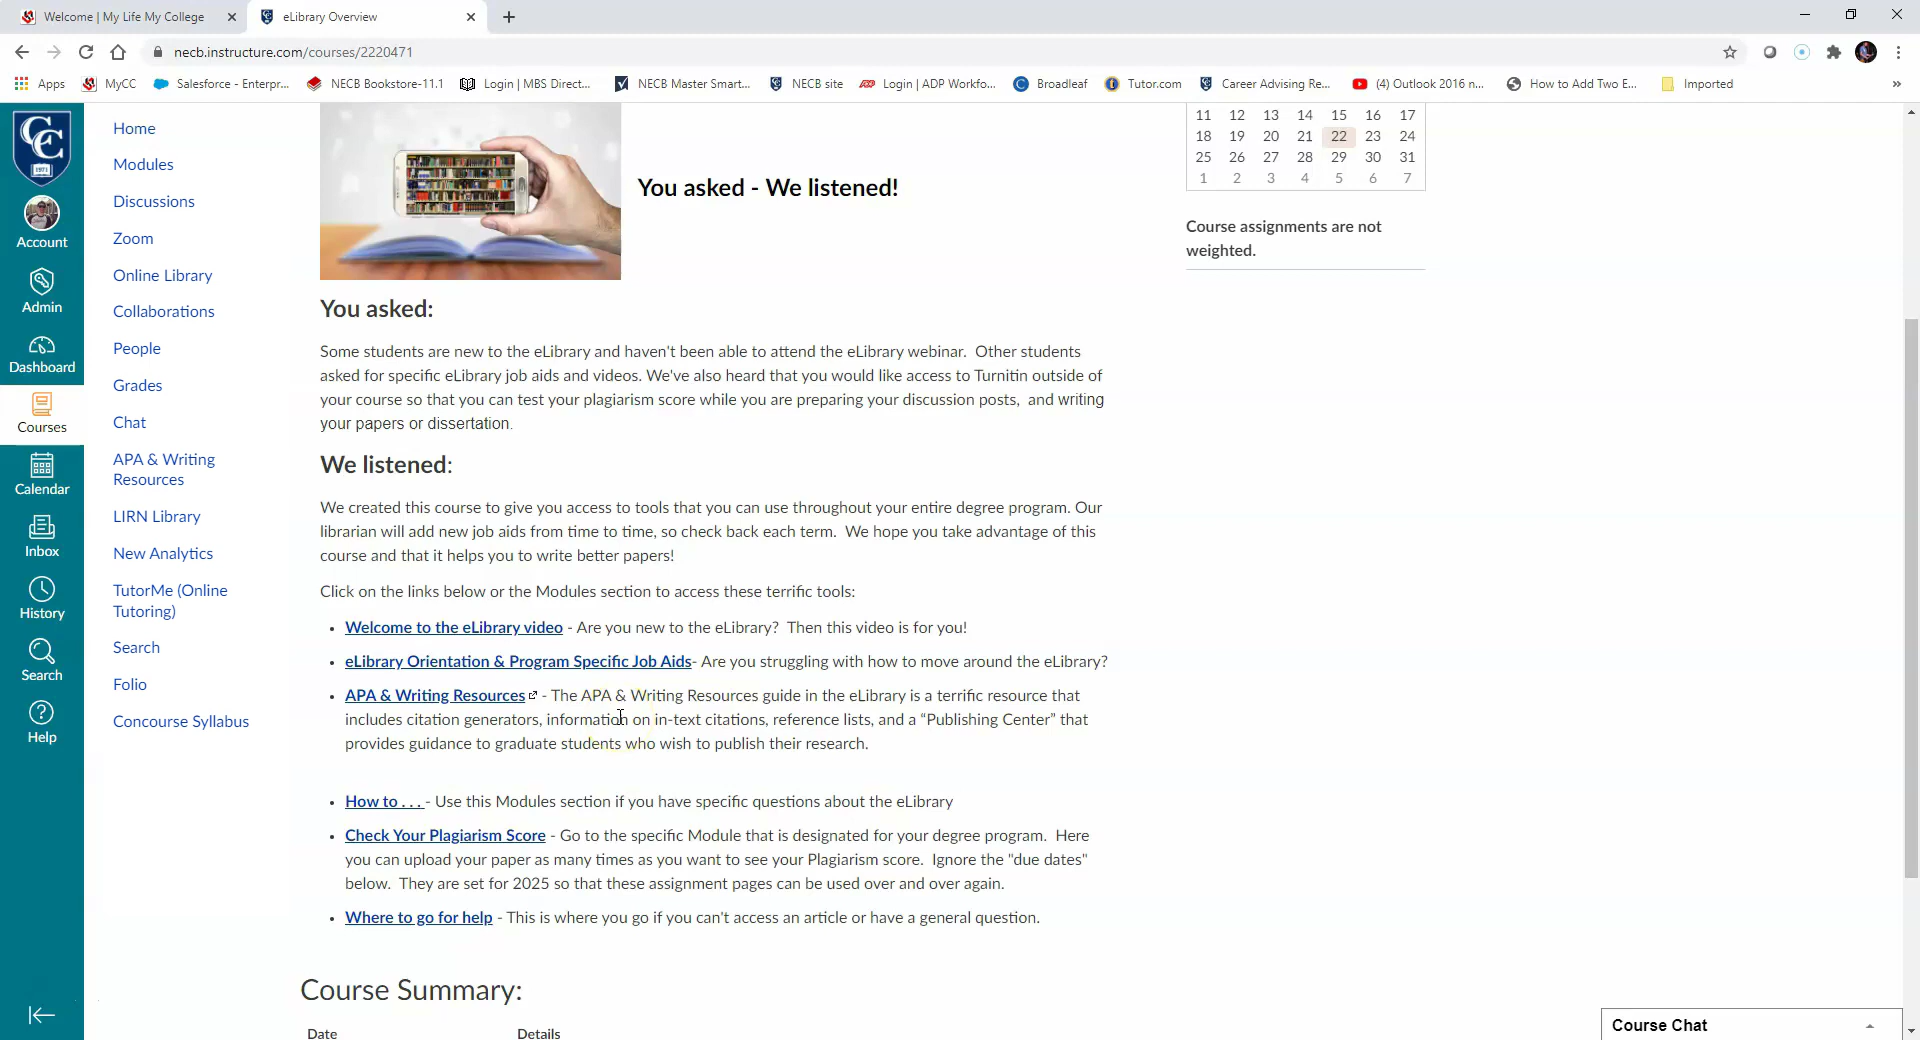 Welcome | My Life My College
eLibrary Overview
necb.instructure.com/courses/2220471
Apps
MyCC
Salesforce - Enterpr...
NECB Bookstore-11.1
Login | MBS Direct...
NECB Master Smart...
NECB site
Login | ADP Workfo...
Broadleaf
Tutor.com
Career Advising Re...
(4) Outlook 2016 n...
How to Add Two E...
Imported
»
CC
1971
Account
Admin
Dashboard
Courses
Calendar
Inbox
History
Search
Help
Home
Modules
Discussions
Zoom
Online Library
Collaborations
People
Grades
Chat
APA & Writing
Resources
LIRN Library
New Analytics
TutorMe (Online
Tutoring)
Search
Folio
Concourse Syllabus
You asked - We listened!
You asked:
Some students are new to the eLibrary and haven't been able to attend the eLibrary webinar.  Other students
asked for specific eLibrary job aids and videos. We've also heard that you would like access to Turnitin outside of
your course so that you can test your plagiarism score while you are preparing your discussion posts,  and writing
your papers or dissertation.
We listened:
We created this course to give you access to tools that you can use throughout your entire degree program. Our
librarian will add new job aids from time to time, so check back each term.  We hope you take advantage of this
course and that it helps you to write better papers!
Click on the links below or the Modules section to access these terrific tools:
• Welcome to the eLibrary video - Are you new to the eLibrary?  Then this video is for you!
• eLibrary Orientation & Program Specific Job Aids- Are you struggling with how to move around the eLibrary?
• APA & Writing Resources - The APA & Writing Resources guide in the eLibrary is a terrific resource that
includes citation generators, information on in-text citations, reference lists, and a “Publishing Center” that
provides guidance to graduate students who wish to publish their research.
• How to . . . - Use this Modules section if you have specific questions about the eLibrary
• Check Your Plagiarism Score - Go to the specific Module that is designated for your degree program.  Here
you can upload your paper as many times as you want to see your Plagiarism score.  Ignore the "due dates"
below.  They are set for 2025 so that these assignment pages can be used over and over again.
• Where to go for help - This is where you go if you can't access an article or have a general question.
Course Summary:
Date Details
11 12 13 14 15 16 17
18 19 20 21 22 23 24
25 26 27 28 29 30 31
1 2 3 4 5 6 7
Course assignments are not
weighted.
Course Chat